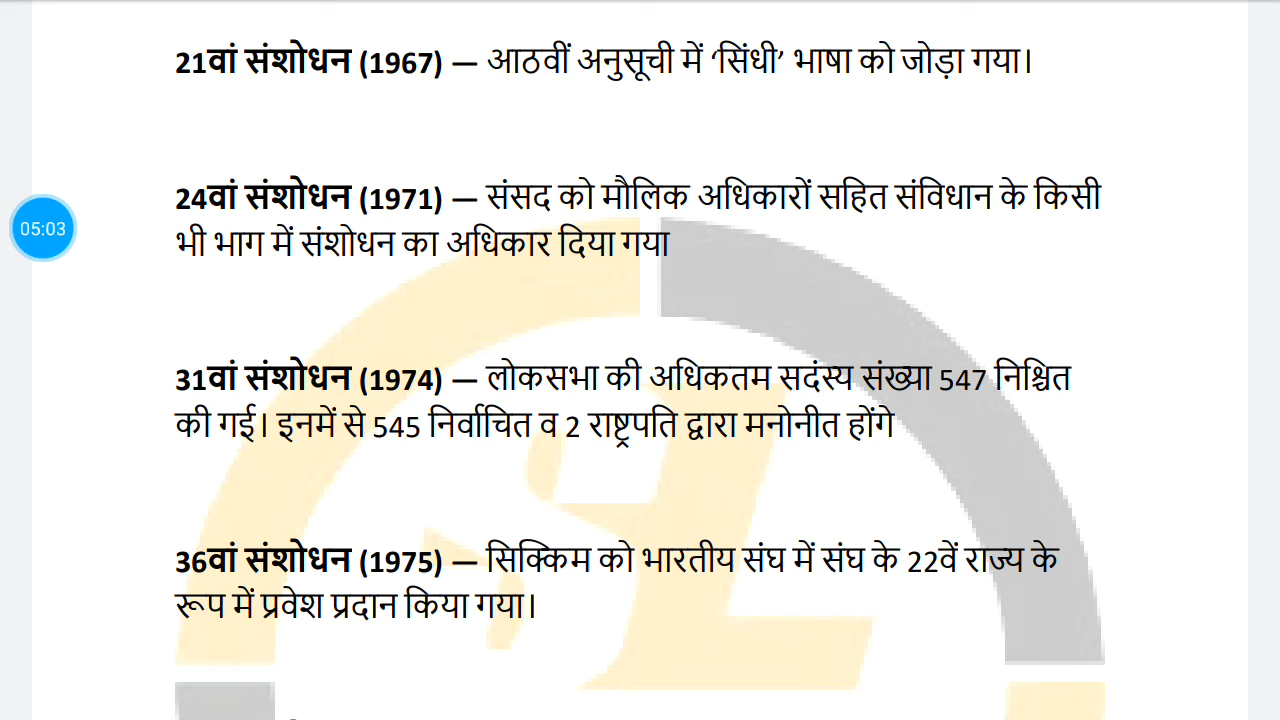 21वां संशोधन (1967) — आठवीं अनुसूची में ‘सिंधी’ भाषा को जोड़ा गया।
24वां संशोधन (1971) — संसद को मौलिक अधिकारों सहित संविधान के किसी
भी भाग में संशोधन का अधिकार दिया गया
05:03
31वां संशोधन (1974) — लोकसभा की अधिकतम सदंस्य संख्या 547 निश्चित
की गई। इनमें से 545 निर्वाचित व 2 राष्ट्रपति द्वारा मनोनीत होंगे
36वां संशोधन (1975) — सिक्किम को भारतीय संघ में संघ के 22वें राज्य के
रूप में प्रवेश प्रदान किया गया।
SL